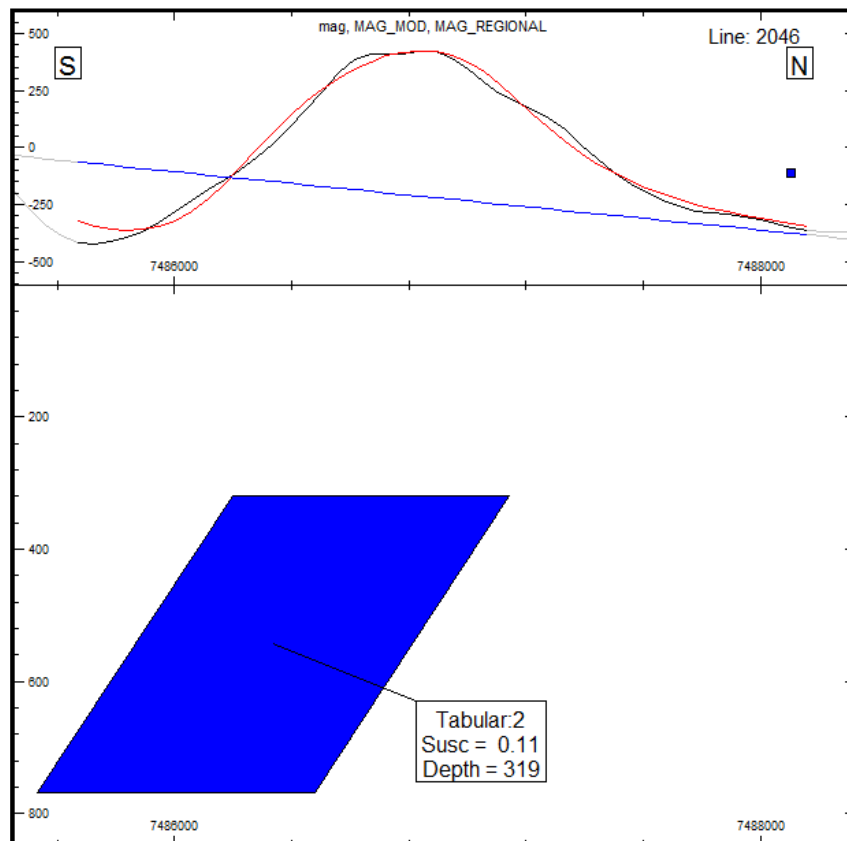 mag, MAG_MOD, MAG_REGIONAL
Line: 2046
S
N
500
250
0
-250
-500
7486000
7488000
200
400
600
800
Tabular:2
Susc = 0.11
Depth = 319
7486000
7488000